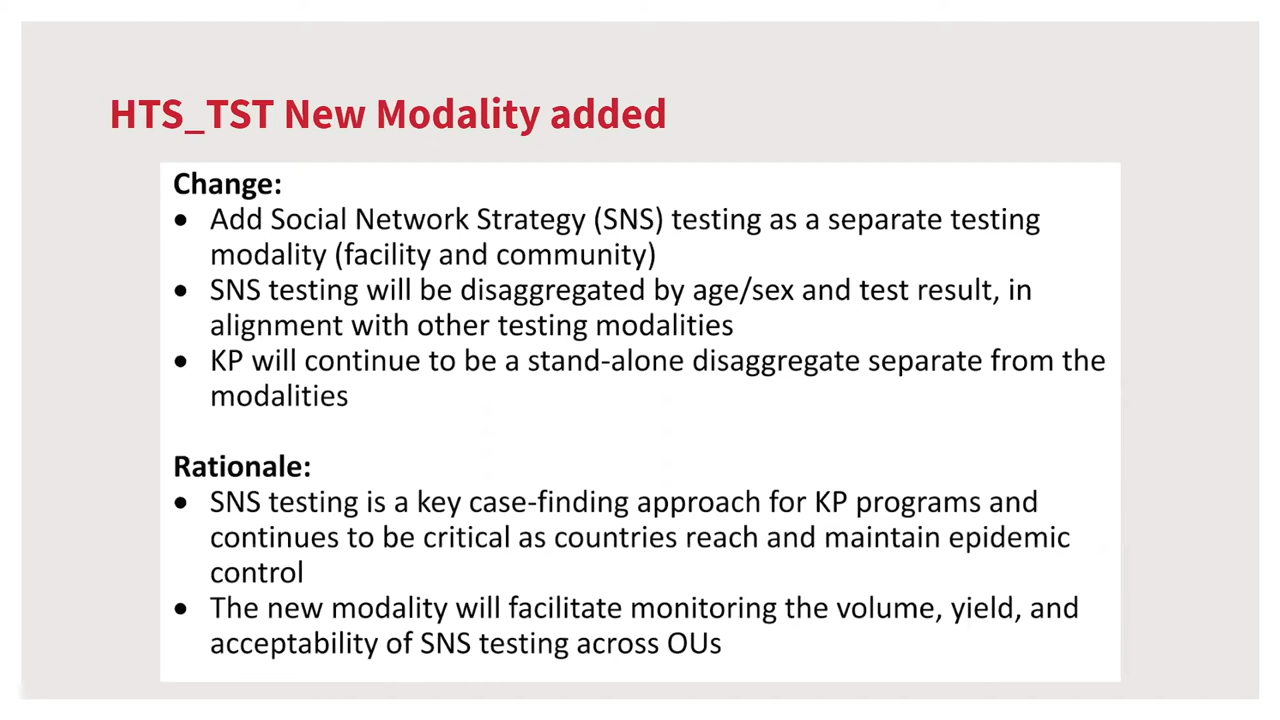 HTS_TST New Modality added
Change:
• Add Social Network Strategy (SNS) testing as a separate testing
modality (facility and community)
• SNS testing will be disaggregated by age/sex and test result, in
alignment with other testing modalities
• KP will continue to be a stand-alone disaggregate separate from the
modalities
Rationale:
• SNS testing is a key case-finding approach for KP programs and
continues to be critical as countries reach and maintain epidemic
control
• The new modality will facilitate monitoring the volume, yield, and
acceptability of SNS testing across OUs